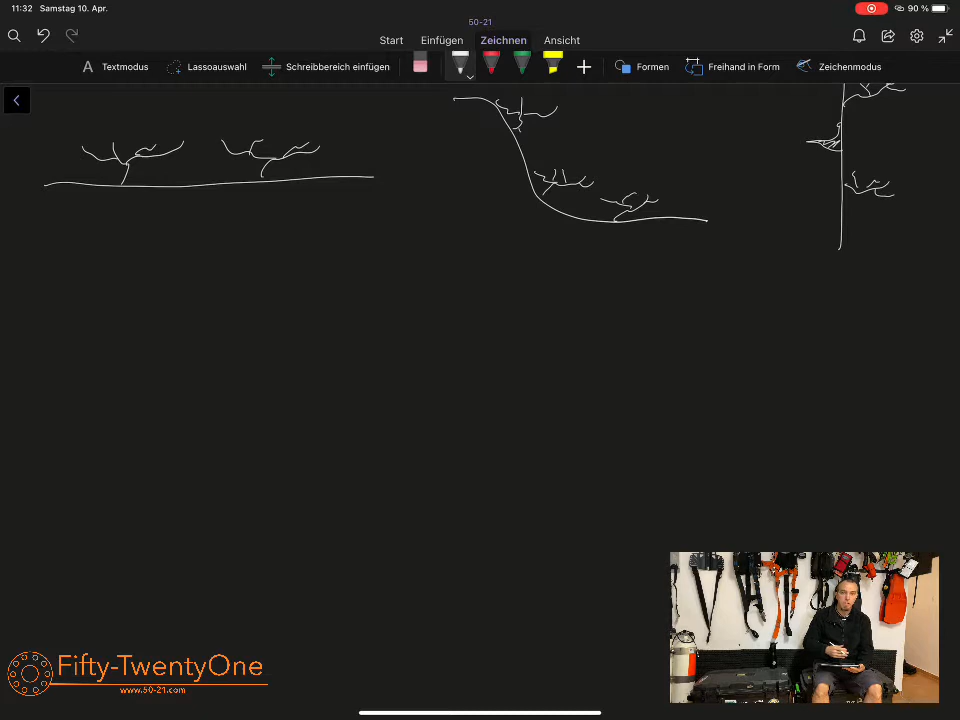 11:32 Samstag 10. Apr.
90 %
50-21
Start Einfügen Zeichnen Ansicht
A Textmodus Lassoauswahl Schreibbereich einfügen Formen Freihand in Form Zeichenmodus
Fifty-TwentyOne
www.50-21.com